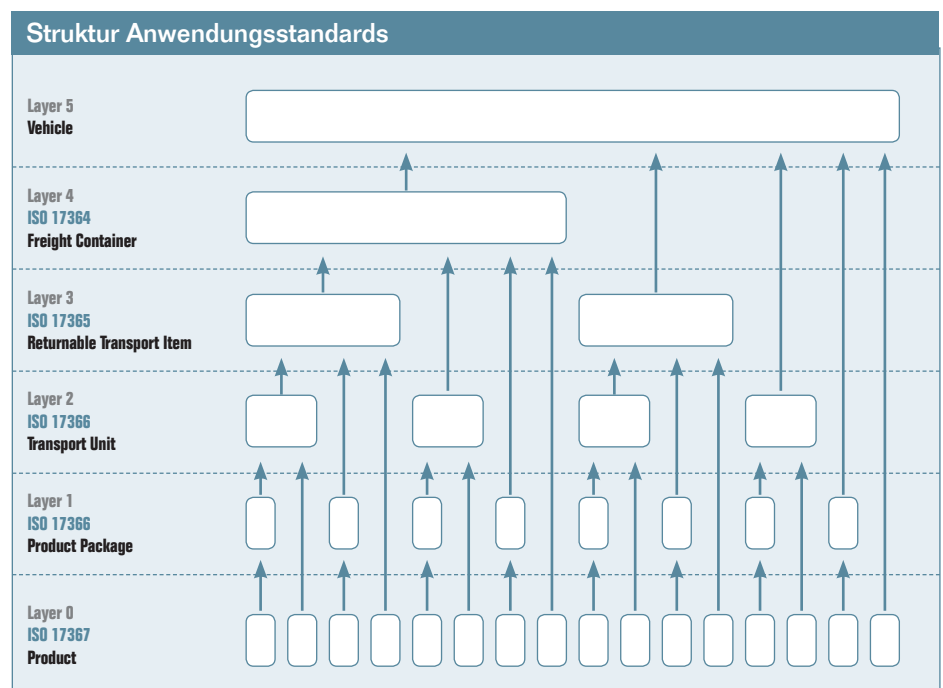 Struktur Anwendungsstandards
Layer 5
Vehicle
Layer 4
ISO 17364
Freight Container
Layer 3
ISO 17365
Returnable Transport Item
Layer 2
ISO 17366
Transport Unit
Layer 1
ISO 17366
Product Package
Layer 0
ISO 17367
Product